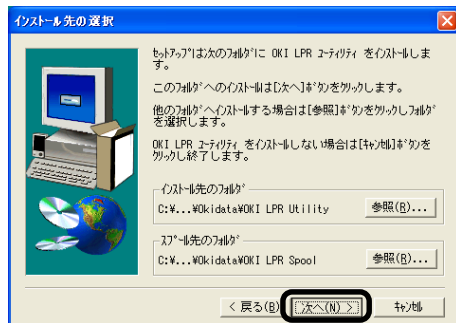 インストール先の選択
セットアップは次のフォルダに OKI LPR ユーティリティ をインストールしま
す。
このフォルダへのインストールは[次へ]ボタンをクリックします。
他のフォルダへインストールする場合は[参照]ボタンをクリックしフォルダ
を選択します。
OKI LPR ユーティリティ をインストールしない場合は[キャンセル]ボタンを
クリックし終了します。
インストール先のフォルダ
C:¥...¥Okidata¥OKI LPR Utility
参照(R)...
スプール先のフォルダ
C:¥...¥Okidata¥OKI LPR Spool
参照(R)...
< 戻る(B)
次へ(N) >
キャンセル